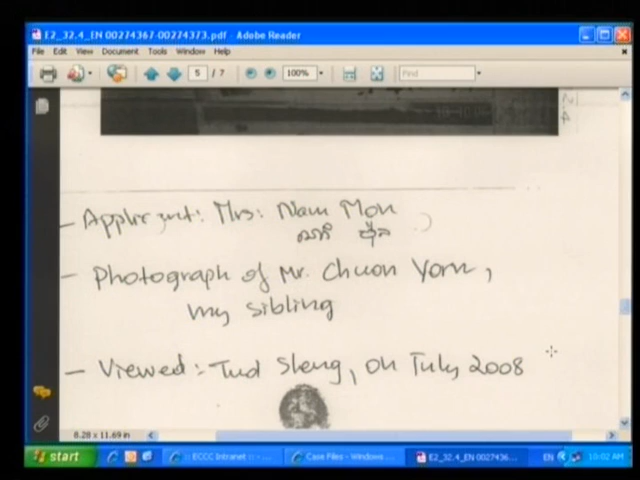 E2_32.4_EN 00274367-00274373.pdf - Adobe Reader
File Edit View Document Tools Window Help
5 / 7 100% Find
- Applicant: Mrs: Nam Mon
- Photograph of Mr. Chuon Yorn,
my sibling
- Viewed: Tuol Sleng, on July 2008
8.28 x 11.69 in
start :: ECCC Intranet :: - ... Case Files - Windows ... E2_32.4_EN 0027436... EN 10:02 AM